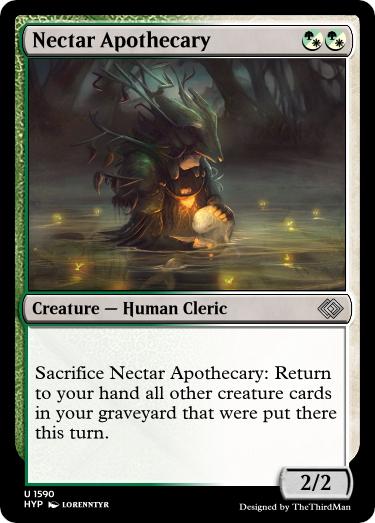 Nectar Apothecary
Creature — Human Cleric
Sacrifice Nectar Apothecary: Return
to your hand all other creature cards
in your graveyard that were put there
this turn.
2/2
U 1590
HYP LORENNTYR
Designed by TheThirdMan